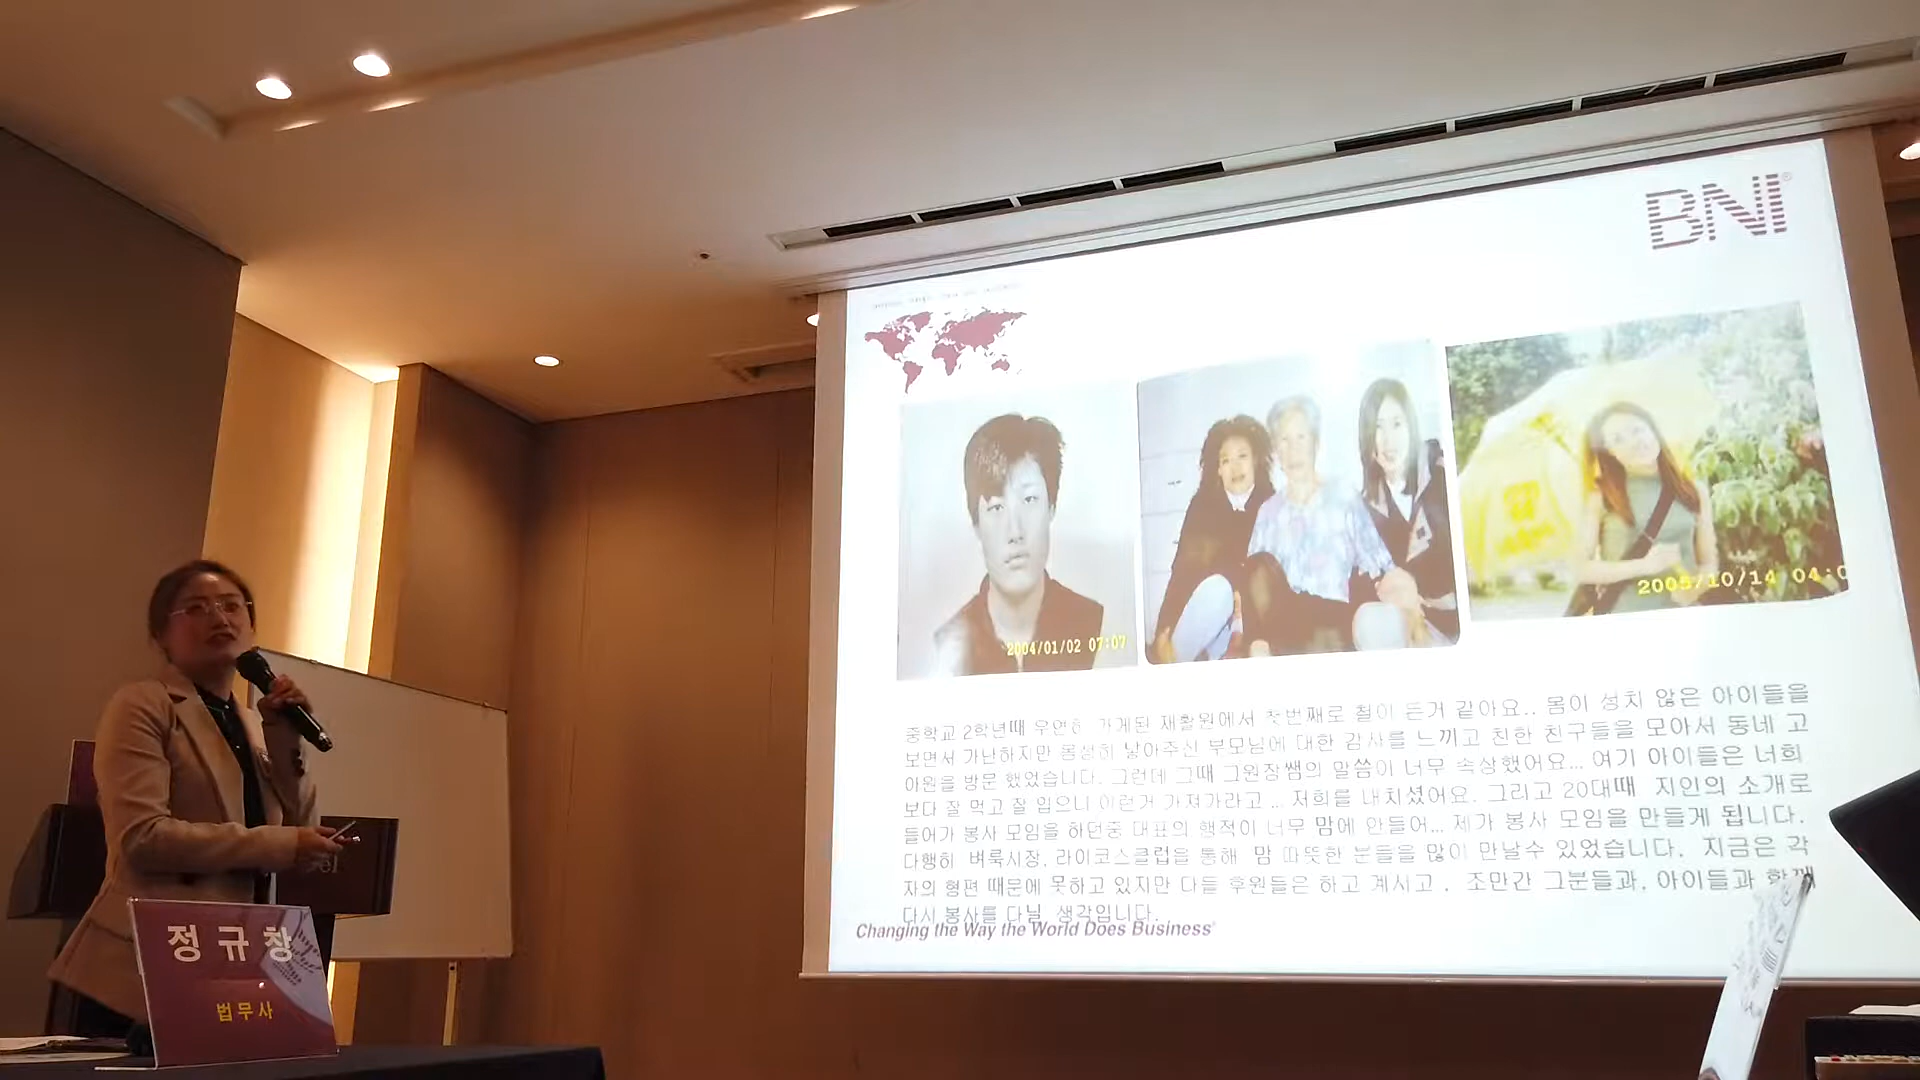 BNI®
2004/01/02 07:07
2005/10/14 04:0
중학교 2학년때 우연히 가게된 재활원에서 첫번째로 철이 든거 같아요.. 몸이 성치 않은 아이들을
보면서 가난하지만 몸성히 낳아주신 부모님에 대한 감사를 느끼고 친한 친구들을 모아서 동네 고
아원을 방문 했었습니다. 그런데 그때 그원장쌤의 말씀이 너무 속상했어요... 여기 아이들은 너희
보다 잘 먹고 잘 입으니 이런거 가져가라고 ... 저희를 내치셨어요. 그리고 20대때 지인의 소개로
들어가 봉사 모임을 하던중 대표의 행적이 너무 맘에 안들어... 제가 봉사 모임을 만들게 됩니다.
다행히 벼룩시장, 라이코스클럽을 통해 맘 따뜻한 분들을 많이 만날수 있었습니다. 지금은 각
자의 형편 때문에 못하고 있지만 다들 후원들은 하고 계시고 . 조만간 그분들과, 아이들과 함께
다시 봉사를 다닐 생각입니다.
Changing the Way the World Does Business®
정규창
법무사